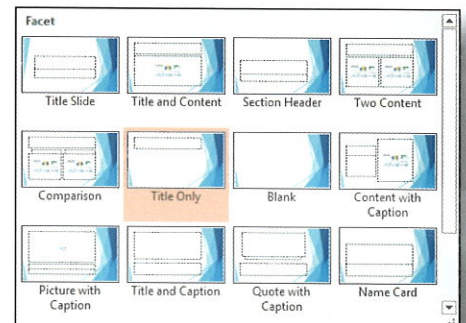 Facet
Title Slide
Title and Content
Section Header
Two Content
Comparison
Title Only
Blank
Content with
Caption
Picture with
Caption
Title and Caption
Quote with
Caption
Name Card